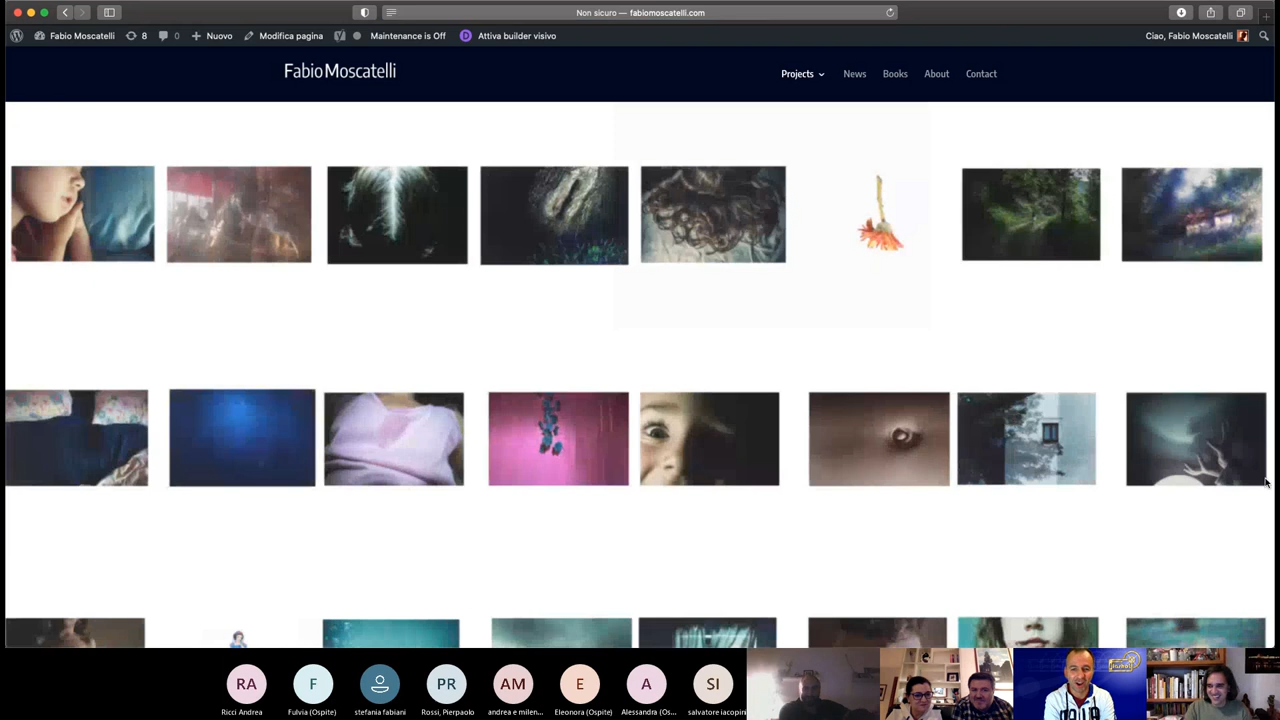 Non sicuro — fabiomoscatelli.com
Fabio Moscatelli 8 0 Nuovo Modifica pagina Maintenance is Off D Attiva builder visivo Ciao, Fabio Moscatelli
FabioMoscatelli Projects News Books About Contact
RA F PR AM E A SI
Ricci Andrea Fulvia (Ospite) stefania fabiani Rossi, Pierpaolo andrea e milen... Eleonora (Ospite) Alessandra (Os... salvatore iacopin